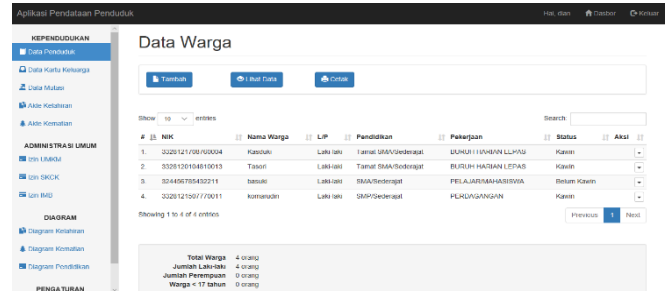 Aplikasi Pendataan Penduduk
Hai, dian Dasbor Keluar
KEPENDUDUKAN
Data Penduduk
Data Kartu Keluarga
Data Mutasi
Akte Kelahiran
Akte Kematian
ADMINISTRASI UMUM
Izin UMKM
Izin SKCK
Izin IMB
DIAGRAM
Diagram Kelahiran
Diagram Kematian
Diagram Pendidikan
PENGATURAN
Data Warga
Tambah Lihat Data Cetak
Show 10 entries Search:
# NIK Nama Warga L/P Pendidikan Pekerjaan Status Aksi
1. Kasduki Laki-laki Tamat SMA/Sederajat BURUH HARIAN LEPAS Kawin
2. 3328120104810013 Tasori Laki-laki Tamat SMA/Sederajat BURUH HARIAN LEPAS Kawin
3. 324456785432211 basuki Laki-laki SMA/Sederajat PELAJAR/MAHASISWA Belum Kawin
4. 3328121507770011 komarudin Laki-laki SMP/Sederajat PERDAGANGAN Kawin
Showing 1 to 4 of 4 entries
Previous 1 Next
Total Warga 4 orang
Jumlah Laki-laki 4 orang
Jumlah Perempuan 0 orang
Warga < 17 tahun 0 orang